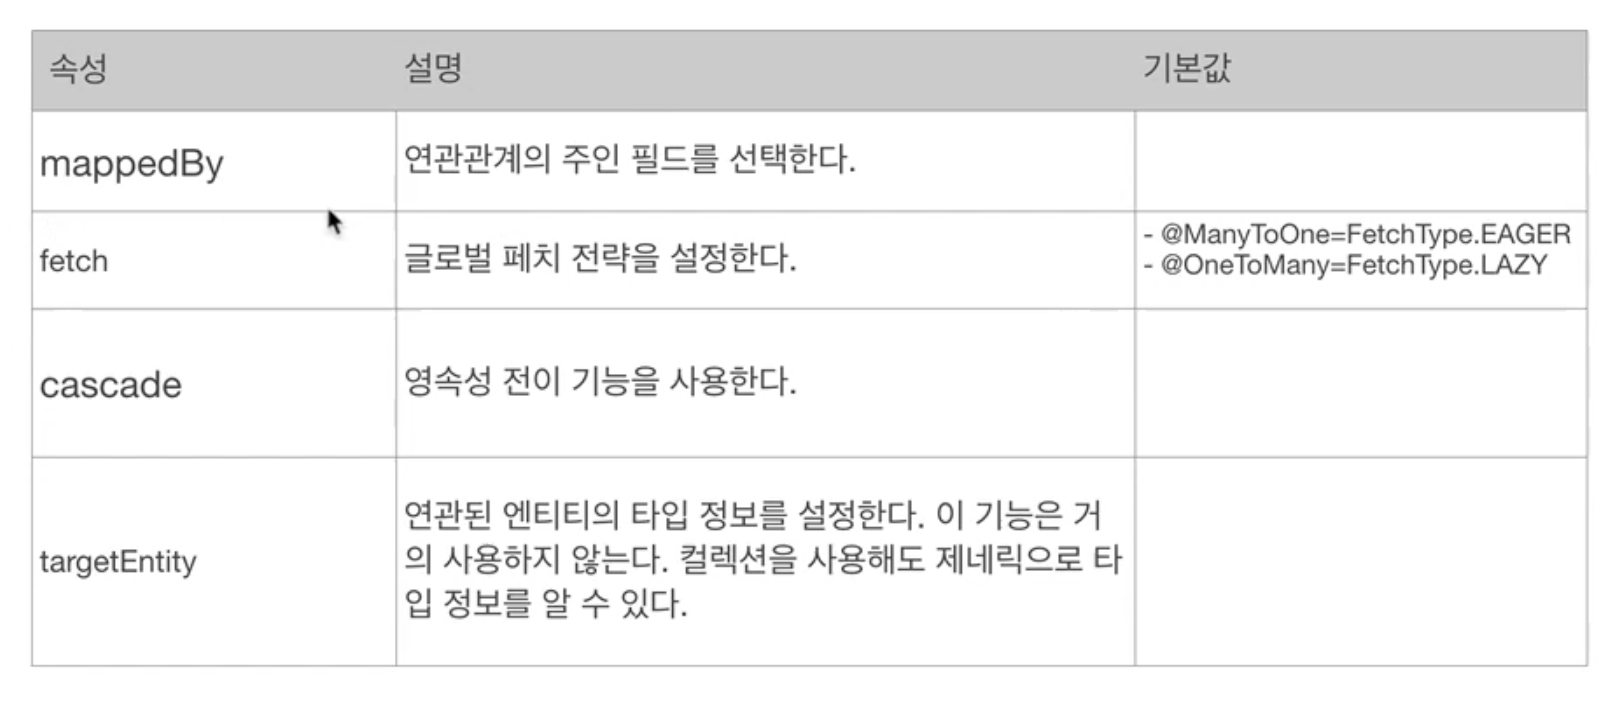 속성 설명 기본값
mappedBy 연관관계의 주인 필드를 선택한다.
fetch 글로벌 페치 전략을 설정한다.
- @ManyToOne=FetchType.EAGER
- @OneToMany=FetchType.LAZY
cascade 영속성 전이 기능을 사용한다.
targetEntity
연관된 엔티티의 타입 정보를 설정한다. 이 기능은 거
의 사용하지 않는다. 컬렉션을 사용해도 제네릭으로 타
입 정보를 알 수 있다.